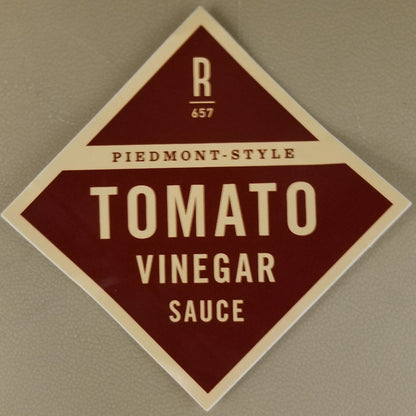 R
657
PIEDMONT-STYLE
TOMATO
VINEGAR
SAUCE